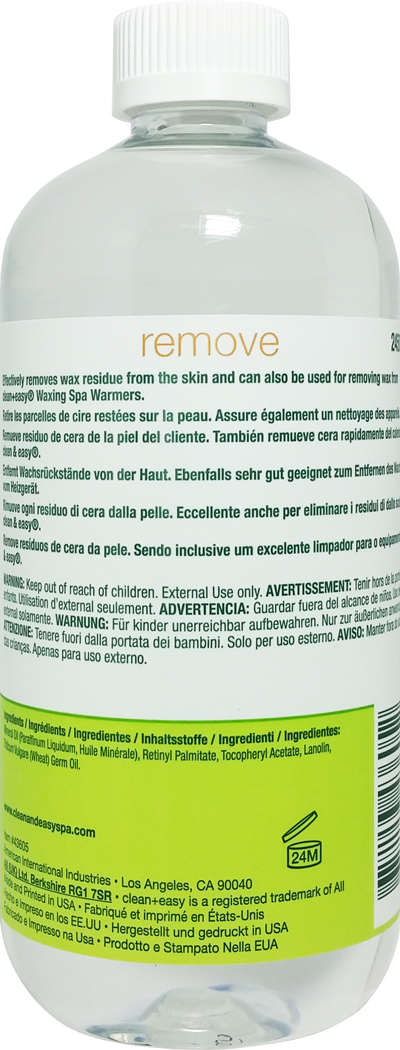 remove
Effectively removes wax residue from the skin and can also be used for removing wax from
clean+easy® Waxing Spa Warmers.
Retire les parcelles de cire restées sur la peau. Assure également un nettoyage des
Remueve residuo de cera de la piel del cliente. También remueve cera rapidamente del
clean & easy®.
Entfernt Wachsrückstände von der Haut. Ebenfalls sehr gut geeignet zum Entfernen des
vom Heizgerät.
Rimuove ogni residuo di cera dalla pelle. Eccellente anche per eliminare i residui di dallo
clean & easy®.
Remove resíduos de cera da pele. Sendo inclusive um excelente limpador para o
& easy®.
WARNING: Keep out of reach of children. External Use only. AVERTISSEMENT: Tenir hors de la
enfants. Utilisation d'external seulement. ADVERTENCIA: Guardar fuera del alcance de niños.
external solamente. WARNUNG: Für kinder unerreichbar aufbewahren. Nur zur äußerlichen
ATTENZIONE: Tenere fuori dalla portata dei bambini. Solo per uso esterno. AVISO: Manter fora
das crianças. Apenas para uso externo.
Ingredients / Ingrédients / Ingredientes / Inhaltsstoffe / Ingredienti / Ingredientes:
Mineral Oil (Paraffinum Liquidum, Huile Minérale), Retinyl Palmitate, Tocopheryl Acetate, Lanolin,
Vulgare (Wheat) Germ Oil.
www.cleanandeasyspa.com
Item #43605
American International Industries • Los Angeles, CA 90040
Ltd. Berkshire RG1 7SR • clean+easy is a registered trademark of AII
Made and Printed in USA • Fabriqué et imprimé en États-Unis
Hecho e Impreso en los EE.UU • Hergestellt und gedruckt in USA
Fabricado e Impresso na Usa • Prodotto e Stampato Nella EUA
24M